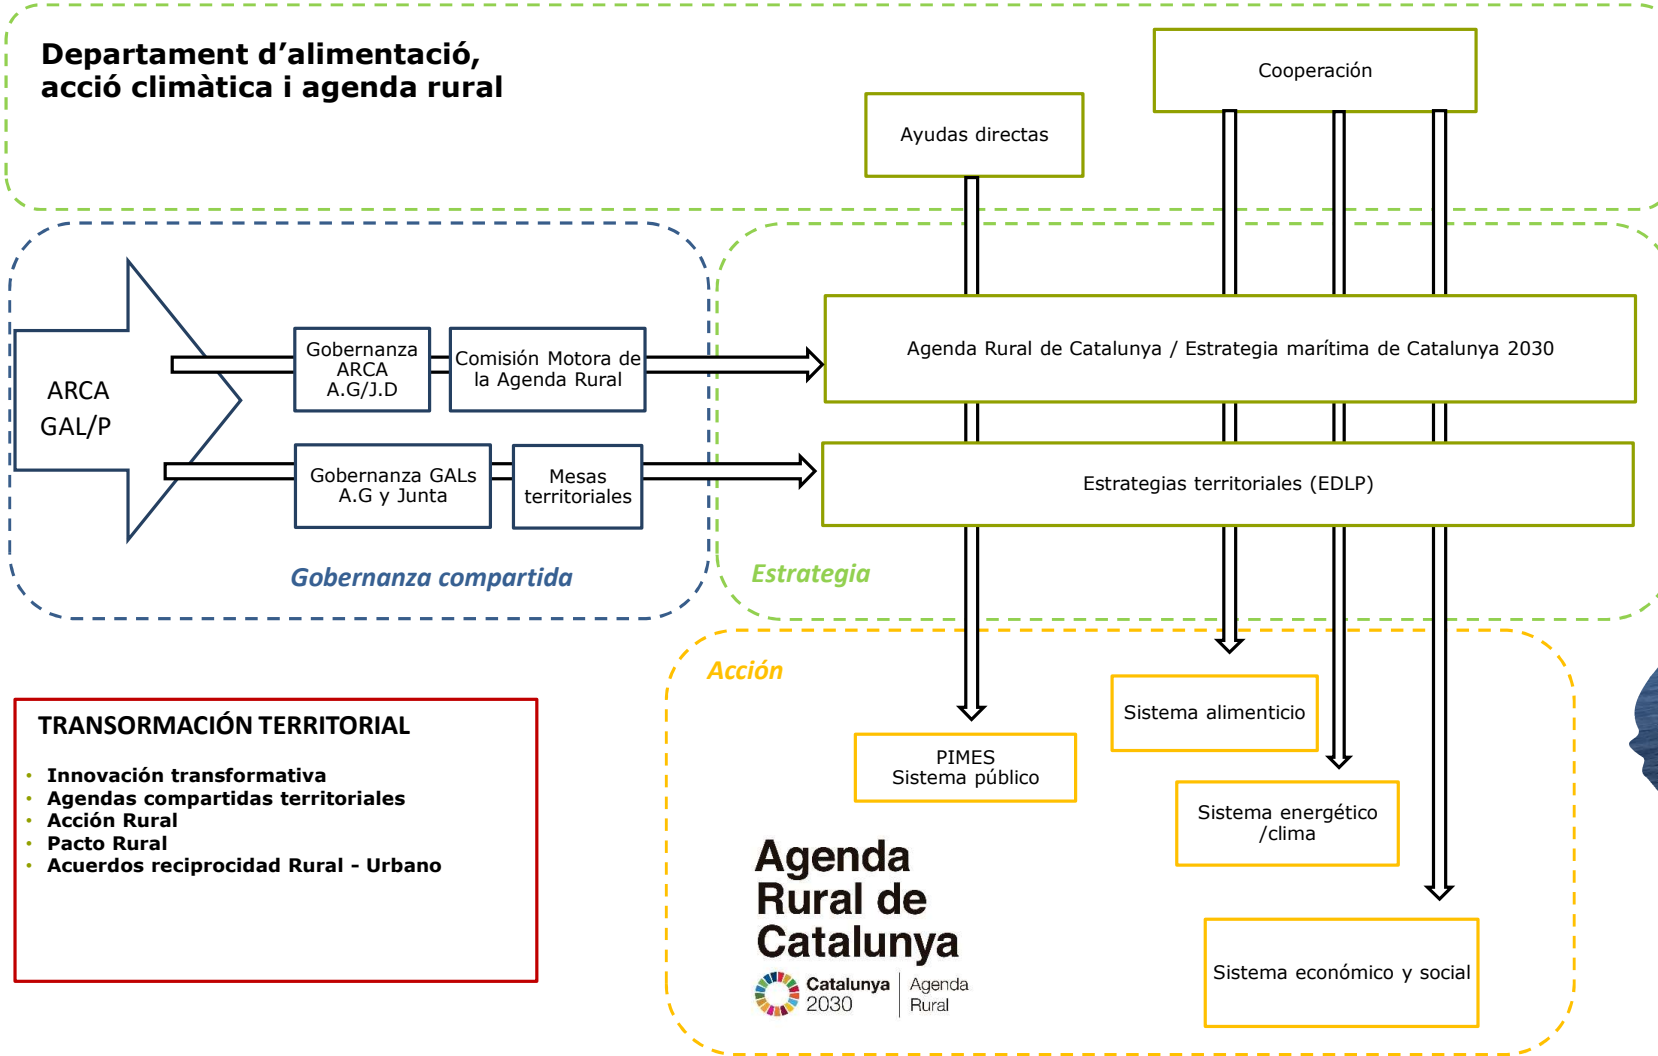 Departament d’alimentació,
acció climàtica i agenda rural
Cooperación
Ayudas directas
ARCA
GAL/P
Gobernanza
ARCA
A.G/J.D
Comisión Motora de
la Agenda Rural
Agenda Rural de Catalunya / Estrategia marítima de Catalunya 2030
Gobernanza GALs
A.G y Junta
Mesas
territoriales
Estrategias territoriales (EDLP)
Gobernanza compartida
Estrategia
Acción
TRANSORMACIÓN TERRITORIAL
• Innovación transformativa
• Agendas compartidas territoriales
• Acción Rural
• Pacto Rural
• Acuerdos reciprocidad Rural - Urbano
PIMES
Sistema público
Sistema alimenticio
Sistema energético
/clima
Sistema económico y social
Agenda
Rural de
Catalunya
Catalunya
2030
Agenda
Rural